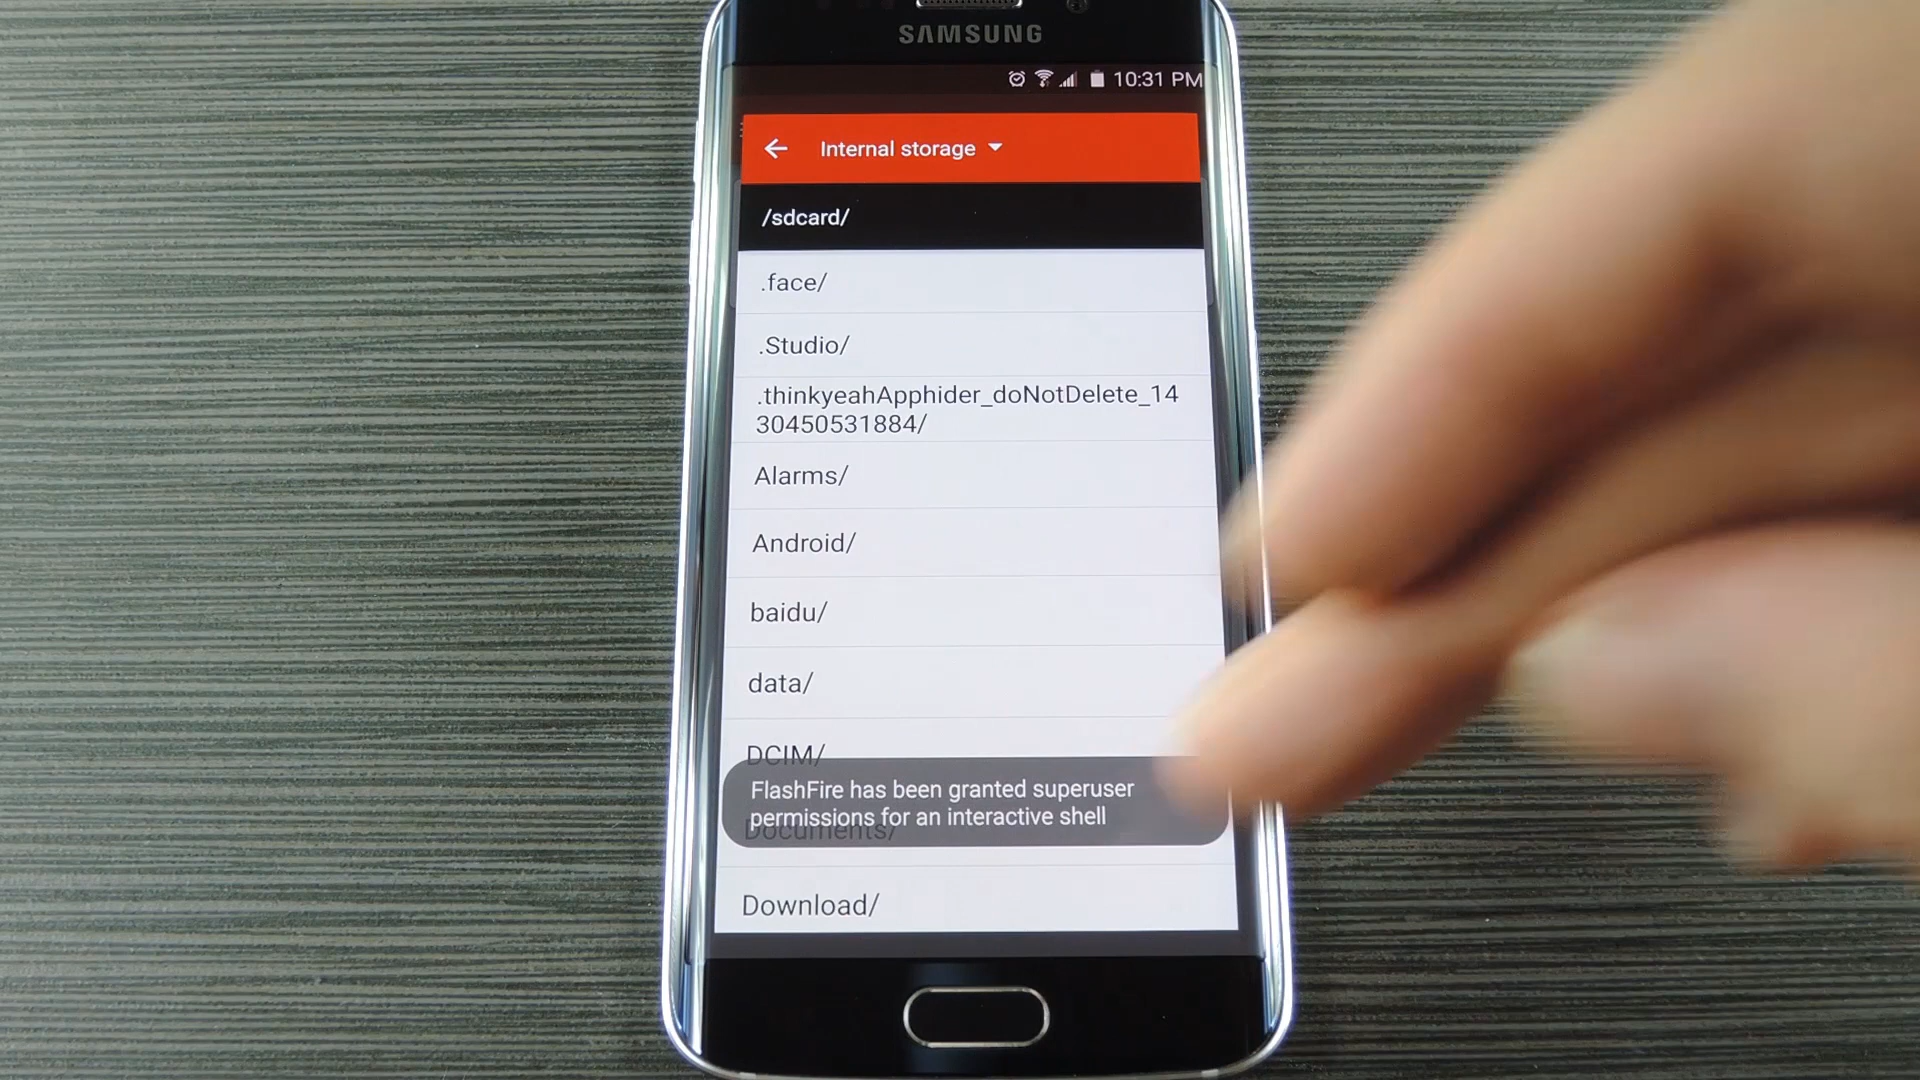 SAMSUNG
10:31 PM
Internal storage
/sdcard/
.face/
.Studio/
.thinkyeahApphider_doNotDelete_14
30450531884/
Alarms/
Android/
baidu/
data/
DCIM/
FlashFire has been granted superuser
permissions for an interactive shell
Documents/
Download/